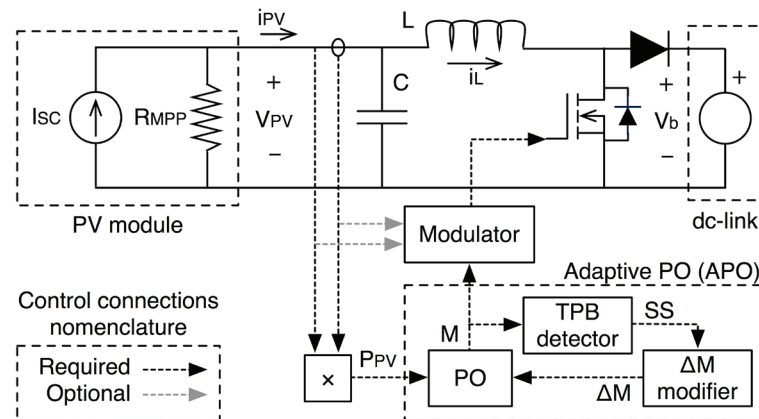 iPV
L
iL
C
ISC
RMPP
+
VPV
−
+
Vb
−
+
PV module
dc-link
Modulator
Adaptive PO (APO)
Control connections
nomenclature
Required
Optional
×
PPV
M
PO
TPB
detector
SS
ΔM
ΔM
modifier